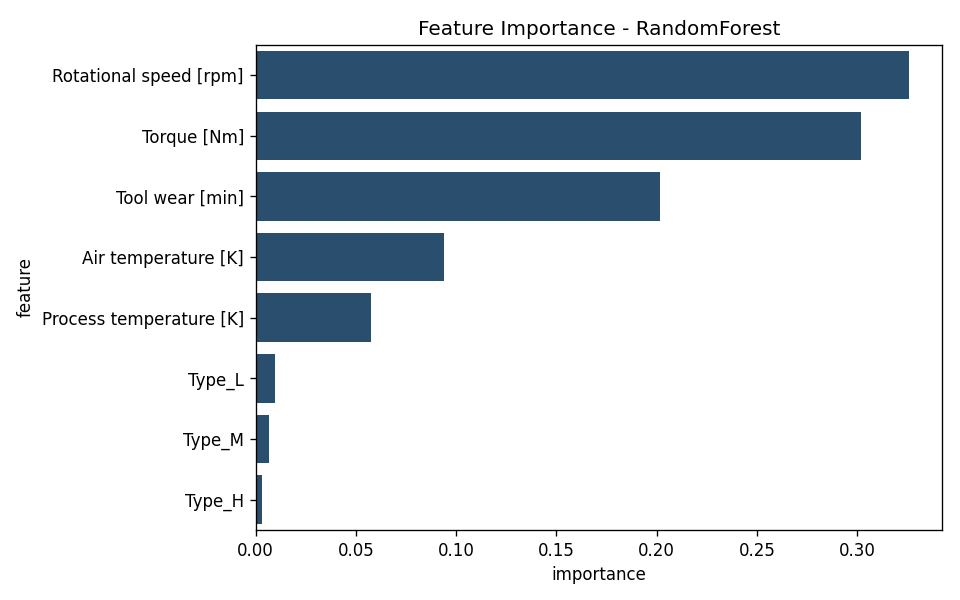 Feature Importance - RandomForest
Rotational speed [rpm]
Torque [Nm]
Tool wear [min]
Air temperature [K]
Process temperature [K]
Type_L
Type_M
Type_H
feature
0.00 0.05 0.10 0.15 0.20 0.25 0.30
importance